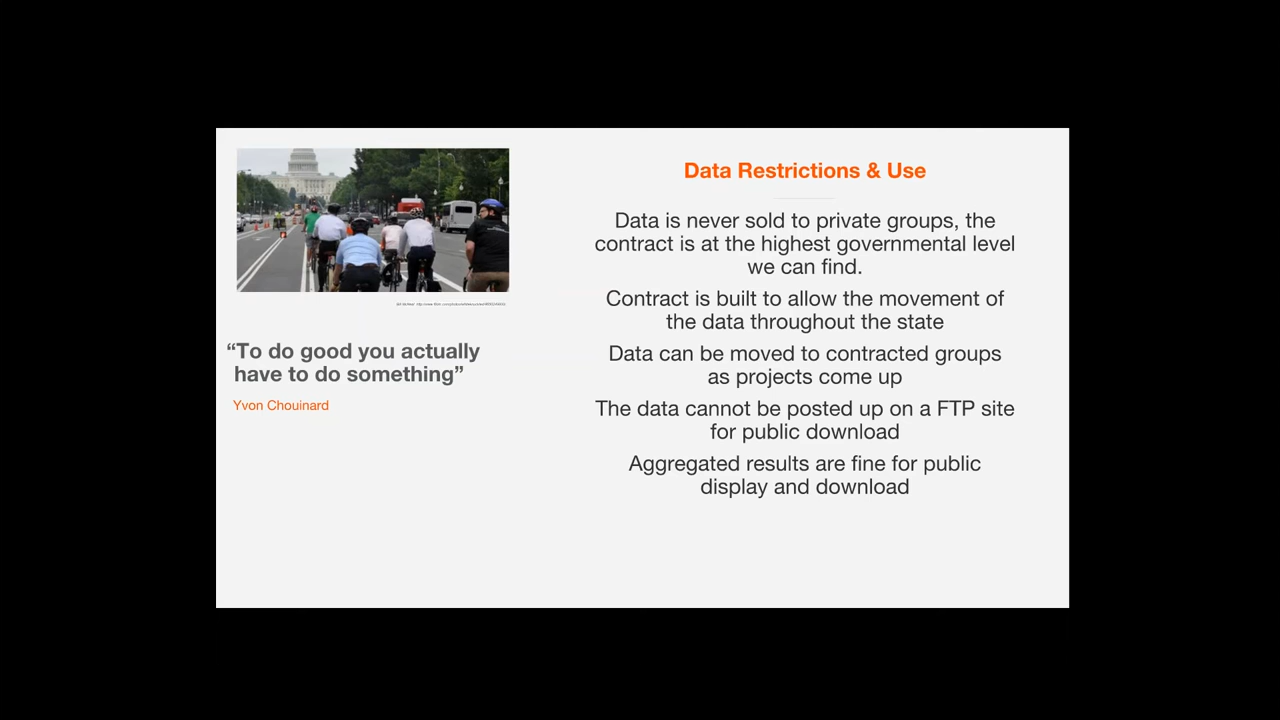 “To do good you actually
have to do something”
Yvon Chouinard
Data Restrictions & Use
Data is never sold to private groups, the
contract is at the highest governmental level
we can find.
Contract is built to allow the movement of
the data throughout the state
Data can be moved to contracted groups
as projects come up
The data cannot be posted up on a FTP site
for public download
Aggregated results are fine for public
display and download